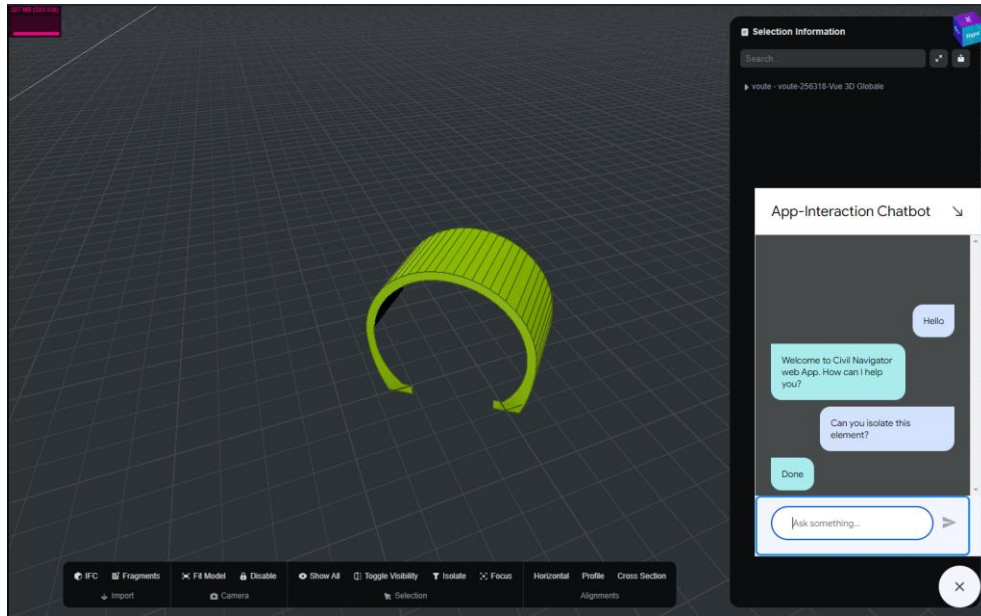 Selection Information
Search...
voute - voute-256318-Vue 3D Globale
App-Interaction Chatbot
Hello
Welcome to Civil Navigator
web App. How can I help
you?
Can you isolate this
element?
Done
Ask something...
IFC
Fragments
Import
Fit Model
Disable
Camera
Show All
Toggle Visibility
Isolate
Focus
Selection
Horizontal
Profile
Cross Section
Alignments